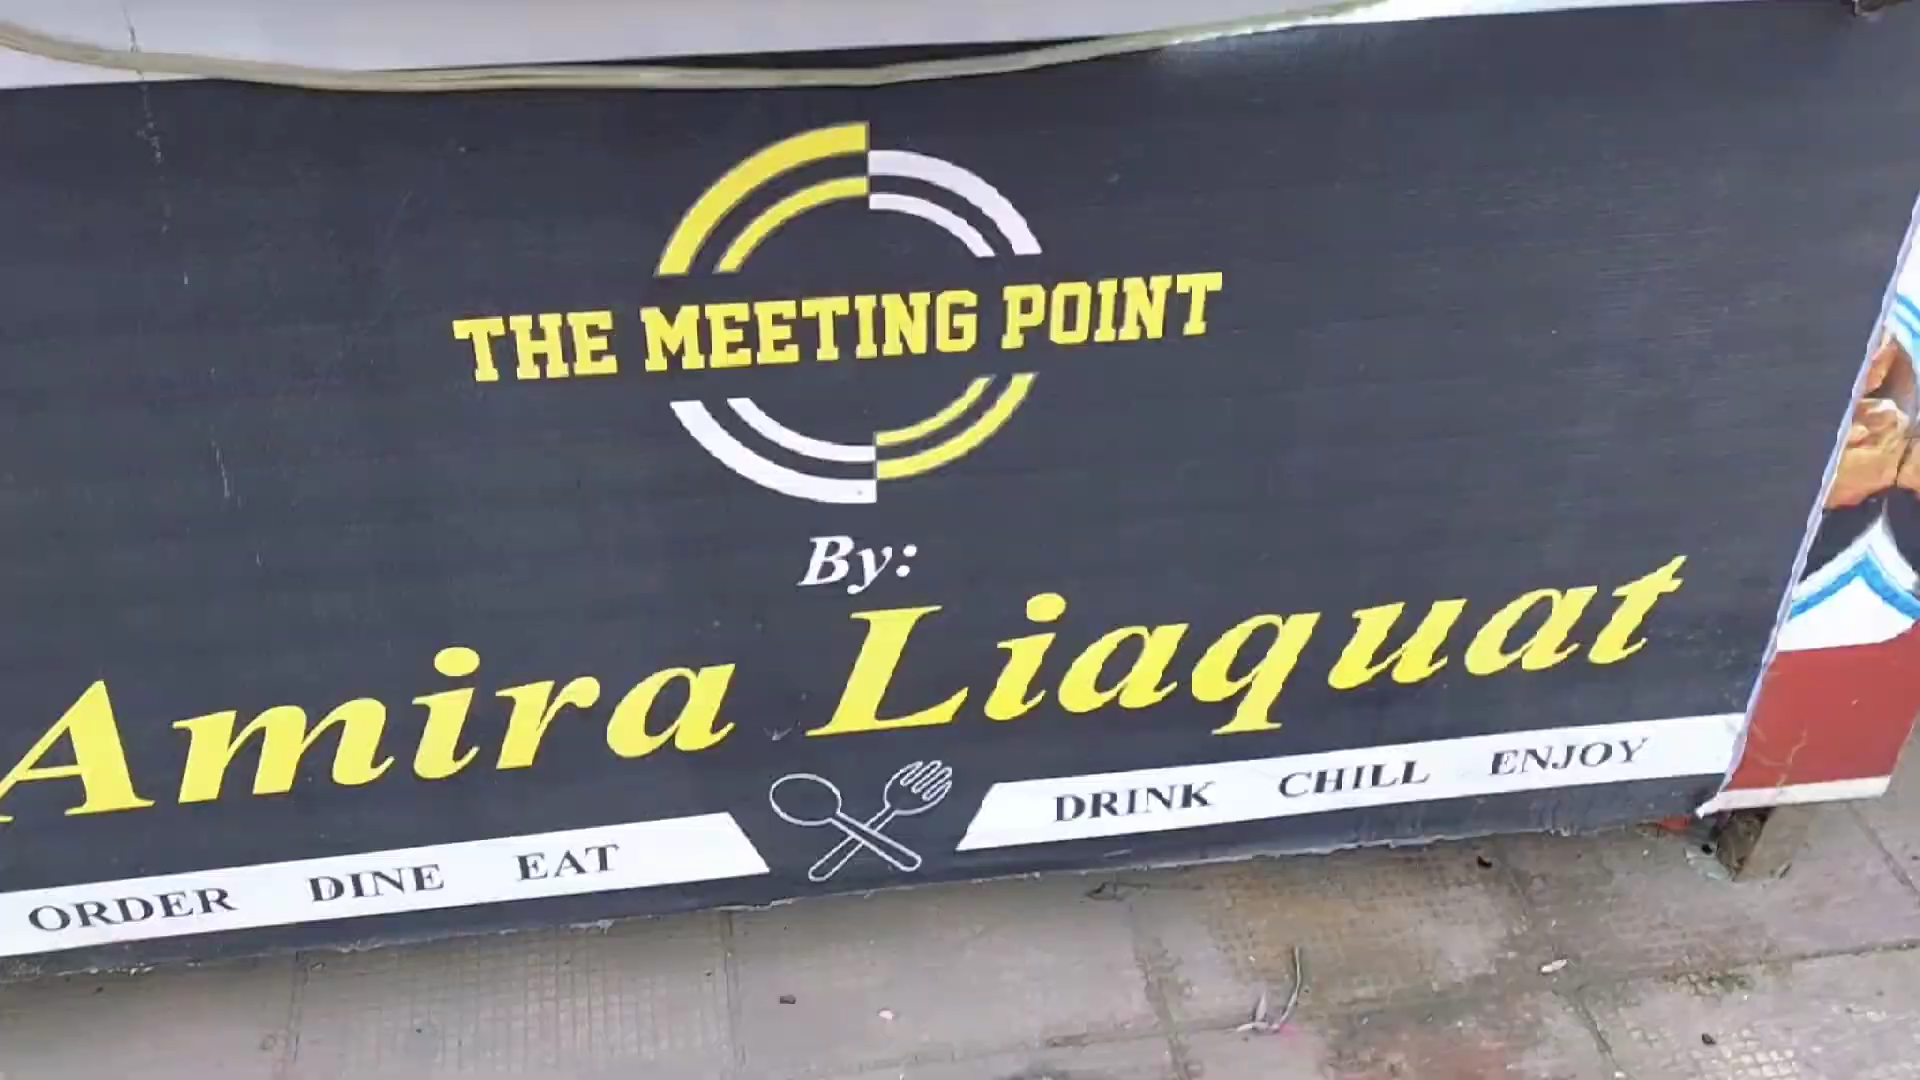 THE MEETING POINT
By:
Amira Liaquat
ORDER DINE EAT DRINK CHILL ENJOY